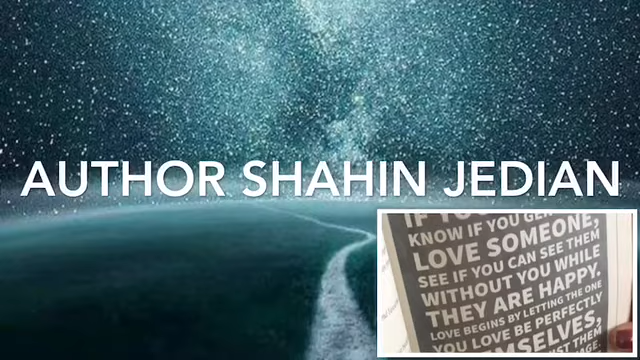 AUTHOR SHAHIN JEDIAN
KNOW IF YOU
LOVE SOMEONE,
SEE IF YOU CAN SEE THEM
WITHOUT YOU WHILE
THEY ARE HAPPY.
LOVE BEGINS BY LETTING THE ONE
YOU LOVE BE PERFECTLY